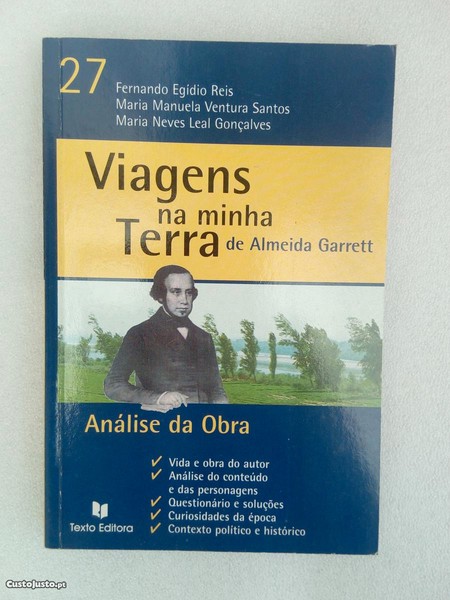 27
Fernando Egídio Reis
Maria Manuela Ventura Santos
Maria Neves Leal Gonçalves
Viagens
na minha
Terra de Almeida Garrett
Análise da Obra
✓ Vida e obra do autor
✓ Análise do conteúdo
e das personagens
✓ Questionário e soluções
✓ Curiosidades da época
✓ Contexto político e histórico
Texto Editora
CustoJusto.pt